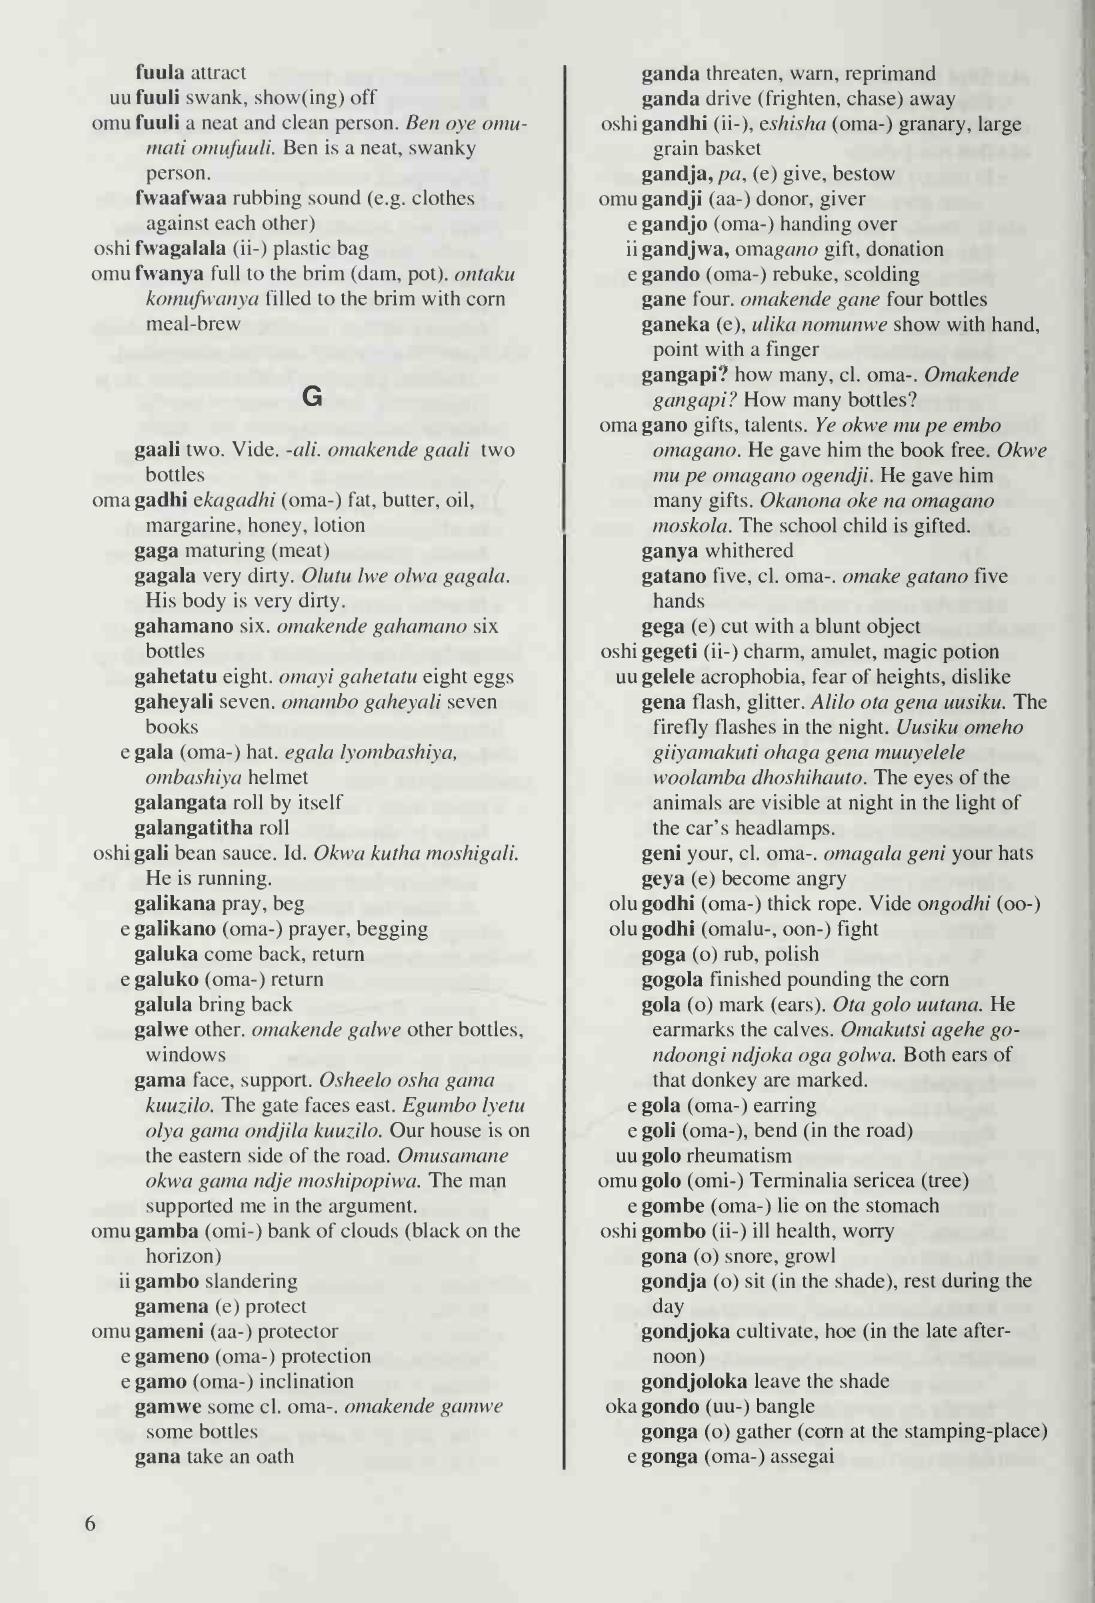 fuula attract
uu fuuli swank, show(ing) off
omu fuuli a neat and clean person. Ben oye omu-
mati omufuuli. Ben is a neat, swanky
person.
fwaafwaa rubbing sound (e.g. clothes
against each other)
oshi fwagalala (ii-) plastic bag
omu fwanya full to the brim (dam, pot). ontaku
komufwanya filled to the brim with corn
meal-brew
G
gaali two. Vide. -ali. omakende gaali two
bottles
oma gadhi ekagadhi (oma-) fat, butter, oil,
margarine, honey, lotion
gaga maturing (meat)
gagala very dirty. Olutu lwe olwa gagala.
His body is very dirty.
gahamano six. omakende gahamano six
bottles
gahetatu eight. omayi gahetatu eight eggs
gaheyali seven. omambo gaheyali seven
books
e gala (oma-) hat. egala lyombashiya,
ombashiya helmet
galangata roll by itself
galangatitha roll
oshi gali bean sauce. Id. Okwa kutha moshigali.
He is running.
galikana pray, beg
e galikano (oma-) prayer, begging
galuka come back, return
e galuko (oma-) return
galula bring back
galwe other. omakende galwe other bottles,
windows
gama face, support. Osheelo osha gama
kuuzilo. The gate faces east. Egumbo lyetu
olya gama ondjila kuuzilo. Our house is on
the eastern side of the road. Omusamane
okwa gama ndje moshipopiwa. The man
supported me in the argument.
omu gamba (omi-) bank of clouds (black on the
horizon)
ii gambo slandering
gamena (e) protect
omu gameni (aa-) protector
e gameno (oma-) protection
e gamo (oma-) inclination
gamwe some cl. oma-. omakende gamwe
some bottles
gana take an oath
ganda threaten, warn, reprimand
ganda drive (frighten, chase) away
oshi gandhi (ii-), eshisha (oma-) granary, large
grain basket
gandja, pa, (e) give, bestow
omu gandji (aa-) donor, giver
e gandjo (oma-) handing over
ii gandjwa, omagano gift, donation
e gando (oma-) rebuke, scolding
gane four. omakende gane four bottles
ganeka (e), ulika nomunwe show with hand,
point with a finger
gangapi? how many, cl. oma-. Omakende
gangapi? How many bottles?
oma gano gifts, talents. Ye okwe mu pe embo
omagano. He gave him the book free. Okwe
mu pe omagano ogendji. He gave him
many gifts. Okanona oke na omagano
moskola. The school child is gifted.
ganya whithered
gatano five, cl. oma-. omake gatano five
hands
gega (e) cut with a blunt object
oshi gegeti (ii-) charm, amulet, magic potion
uu gelele acrophobia, fear of heights, dislike
gena flash, glitter. Alilo ota gena uusiku. The
firefly flashes in the night. Uusiku omeho
giiyamakuti ohaga gena muuyelele
woolamba dhoshihauto. The eyes of the
animals are visible at night in the light of
the car's headlamps.
geni your, cl. oma-. omagala geni your hats
geya (e) become angry
olu godhi (oma-) thick rope. Vide ongodhi (oo-)
olu godhi (omalu-, oon-) fight
goga (o) rub, polish
gogola finished pounding the corn
gola (o) mark (ears). Ota golo uutana. He
earmarks the calves. Omakutsi agehe go-
ndoongi ndjoka oga golwa. Both ears of
that donkey are marked.
e gola (oma-) earring
e goli (oma-), bend (in the road)
uu golo rheumatism
omu golo (omi-) Terminalia sericea (tree)
e gombe (oma-) lie on the stomach
oshi gombo (ii-) ill health, worry
gona (o) snore, growl
gondja (o) sit (in the shade), rest during the
day
gondjoka cultivate, hoe (in the late after-
noon)
gondjoloka leave the shade
oka gondo (uu-) bangle
gonga (o) gather (corn at the stamping-place)
e gonga (oma-) assegai
6